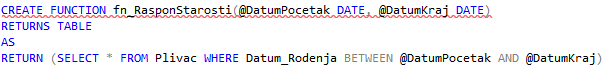 CREATE FUNCTION fn_RasponStarosti(@DatumPocetak DATE, @DatumKraj DATE)
RETURNS TABLE
AS
RETURN (SELECT * FROM Plivac WHERE Datum_Rodenja BETWEEN @DatumPocetak AND @DatumKraj)